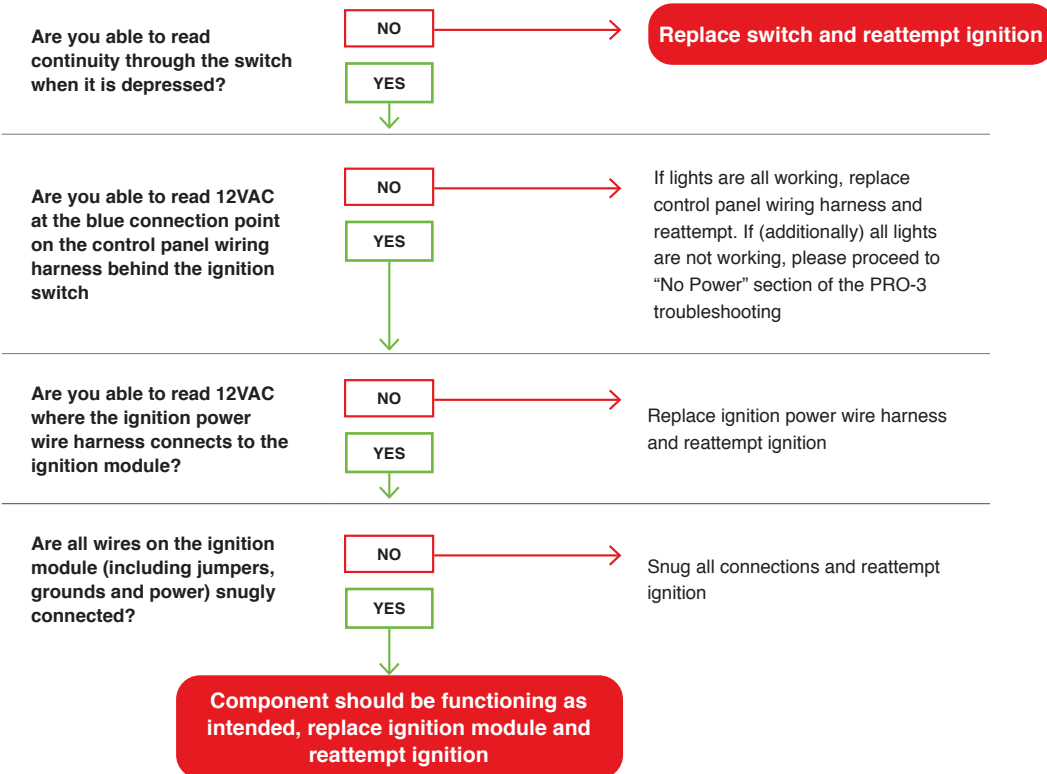 Are you able to read
continuity through the switch
when it is depressed?
NO
Replace switch and reattempt ignition
YES
Are you able to read 12VAC
at the blue connection point
on the control panel wiring
harness behind the ignition
switch
NO
If lights are all working, replace
control panel wiring harness and
reattempt. If (additionally) all lights
are not working, please proceed to
“No Power” section of the PRO-3
troubleshooting
YES
Are you able to read 12VAC
where the ignition power
wire harness connects to the
ignition module?
NO
Replace ignition power wire harness
and reattempt ignition
YES
Are all wires on the ignition
module (including jumpers,
grounds and power) snugly
connected?
NO
Snug all connections and reattempt
ignition
YES
Component should be functioning as
intended, replace ignition module and
reattempt ignition